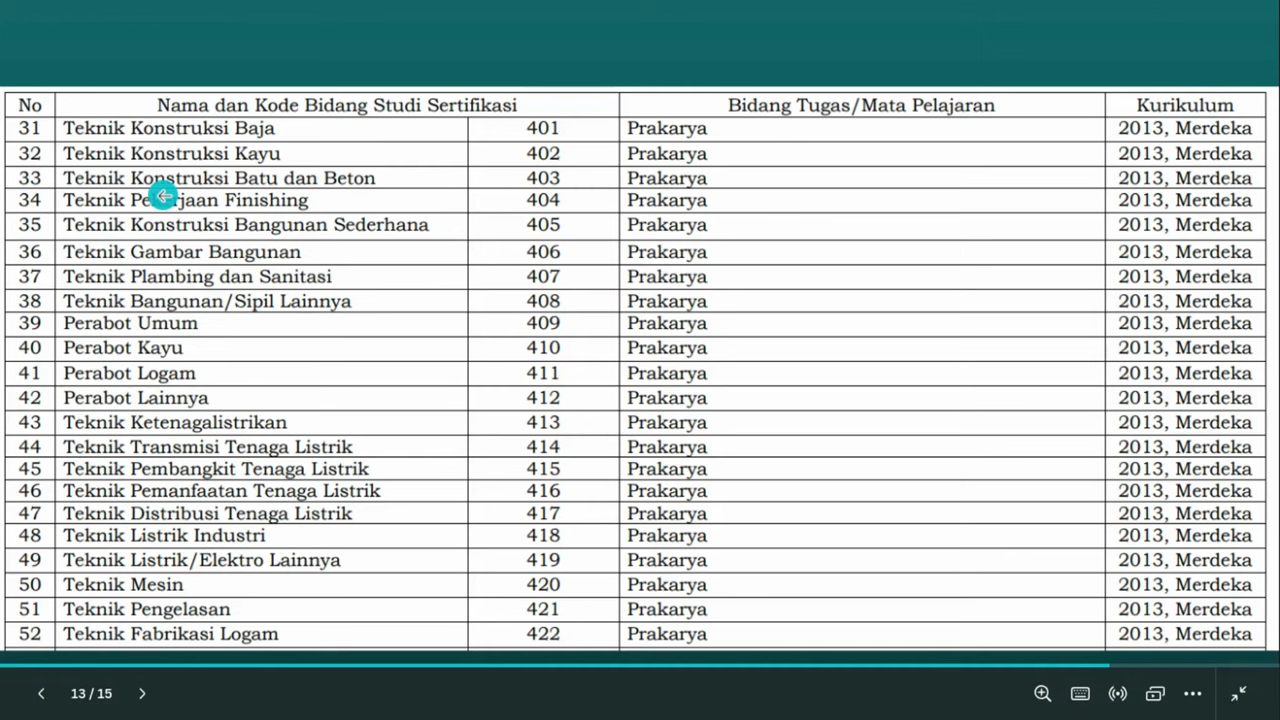 No Nama dan Kode Bidang Studi Sertifikasi Bidang Tugas/Mata Pelajaran Kurikulum
31 Teknik Konstruksi Baja 401 Prakarya 2013, Merdeka
32 Teknik Konstruksi Kayu 402 Prakarya 2013, Merdeka
33 Teknik Konstruksi Batu dan Beton 403 Prakarya 2013, Merdeka
34 Teknik Finishing 404 Prakarya 2013, Merdeka
35 Teknik Konstruksi Bangunan Sederhana 405 Prakarya 2013, Merdeka
36 Teknik Gambar Bangunan 406 Prakarya 2013, Merdeka
37 Teknik Plambing dan Sanitasi 407 Prakarya 2013, Merdeka
38 Teknik Bangunan/Sipil Lainnya 408 Prakarya 2013, Merdeka
39 Perabot Umum 409 Prakarya 2013, Merdeka
40 Perabot Kayu 410 Prakarya 2013, Merdeka
41 Perabot Logam 411 Prakarya 2013, Merdeka
42 Perabot Lainnya 412 Prakarya 2013, Merdeka
43 Teknik Ketenagalistrikan 413 Prakarya 2013, Merdeka
44 Teknik Transmisi Tenaga Listrik 414 Prakarya 2013, Merdeka
45 Teknik Pembangkit Tenaga Listrik 415 Prakarya 2013, Merdeka
46 Teknik Pemanfaatan Tenaga Listrik 416 Prakarya 2013, Merdeka
47 Teknik Distribusi Tenaga Listrik 417 Prakarya 2013, Merdeka
48 Teknik Listrik Industri 418 Prakarya 2013, Merdeka
49 Teknik Listrik/Elektro Lainnya 419 Prakarya 2013, Merdeka
50 Teknik Mesin 420 Prakarya 2013, Merdeka
51 Teknik Pengelasan 421 Prakarya 2013, Merdeka
52 Teknik Fabrikasi Logam 422 Prakarya 2013, Merdeka
13 / 15